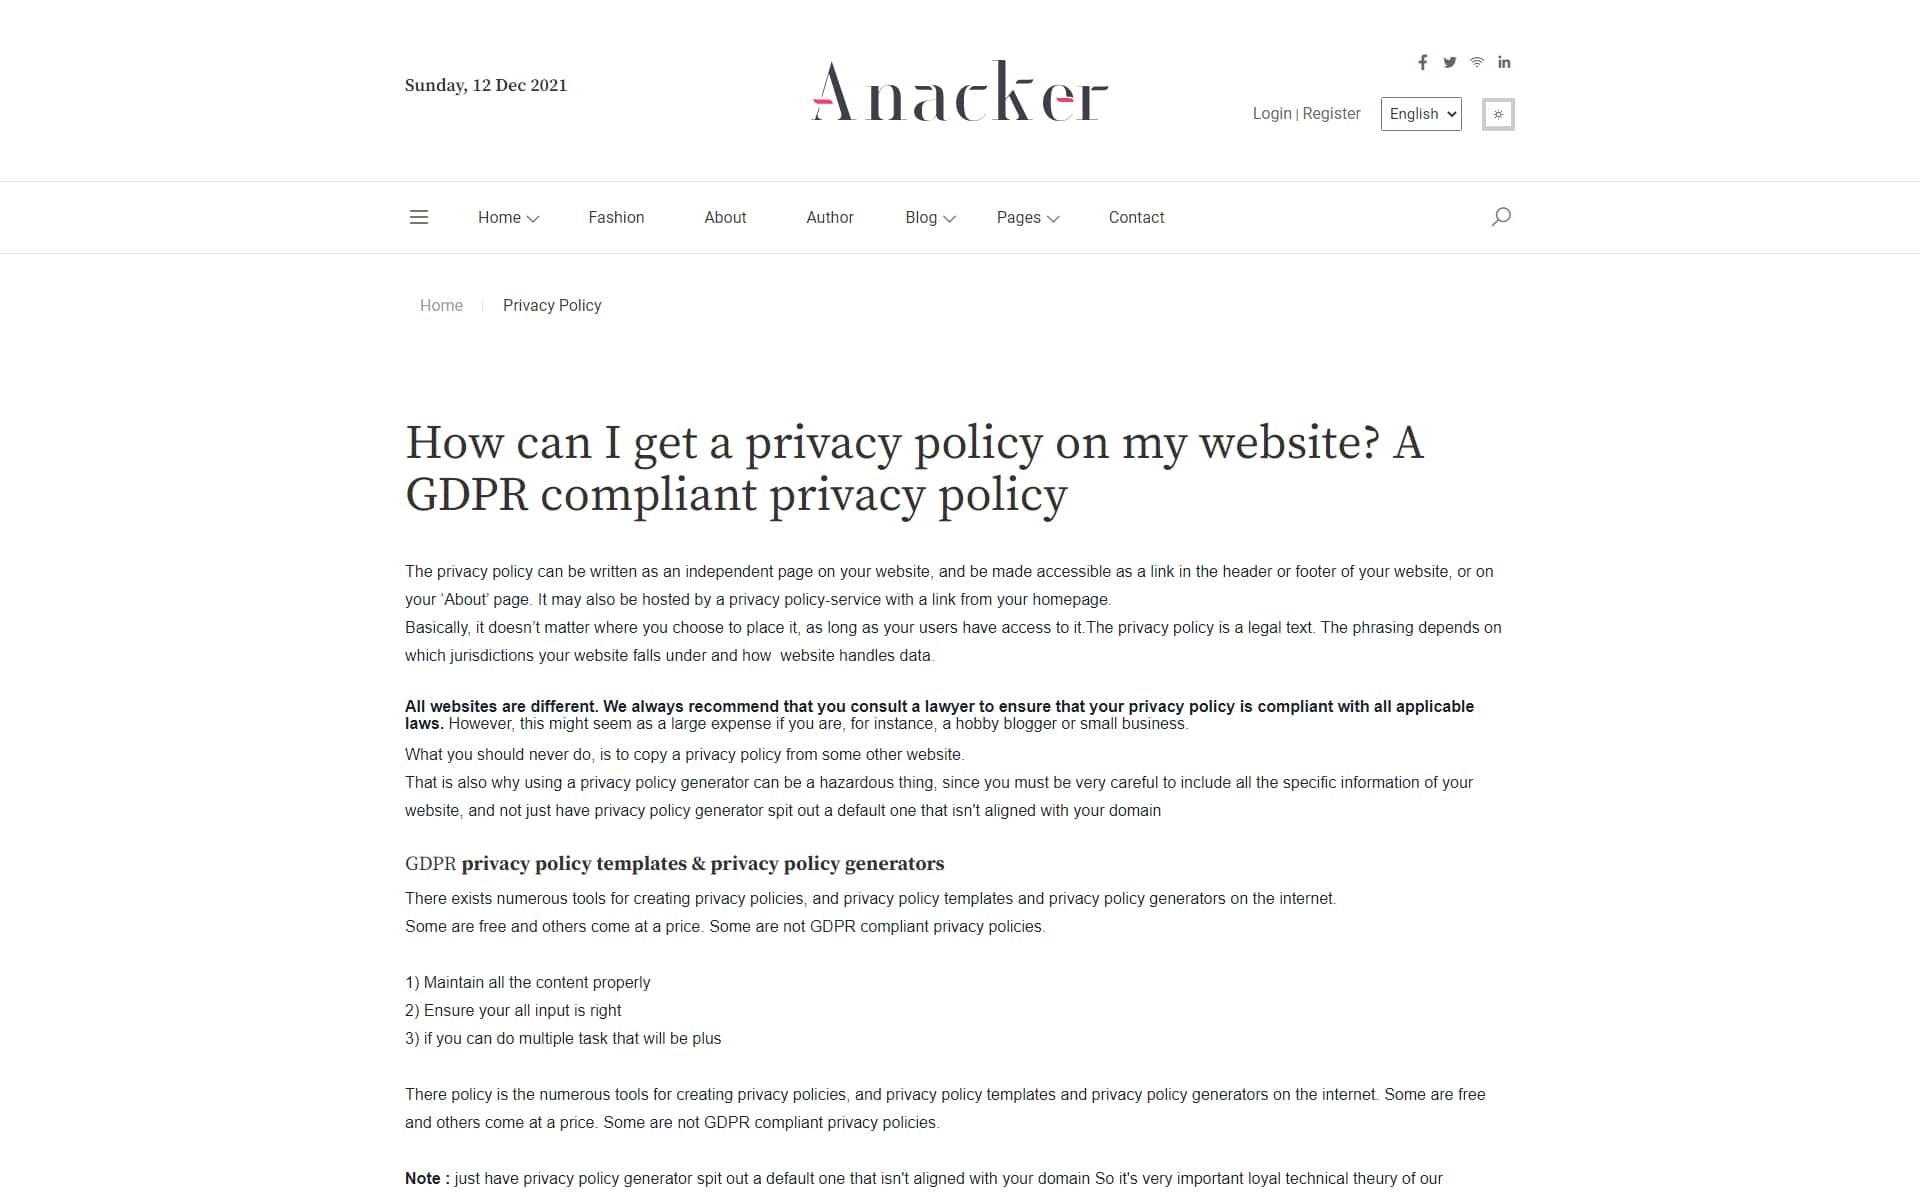 Sunday, 12 Dec 2021
Anacker
Login | Register
English
Home
Fashion
About
Author
Blog
Pages
Contact
Home
Privacy Policy
How can I get a privacy policy on my website? A
GDPR compliant privacy policy
The privacy policy can be written as an independent page on your website, and be made accessible as a link in the header or footer of your website, or on
your ‘About’ page. It may also be hosted by a privacy policy-service with a link from your homepage.
Basically, it doesn’t matter where you choose to place it, as long as your users have access to it.The privacy policy is a legal text. The phrasing depends on
which jurisdictions your website falls under and how  website handles data.
All websites are different. We always recommend that you consult a lawyer to ensure that your privacy policy is compliant with all applicable
laws. However, this might seem as a large expense if you are, for instance, a hobby blogger or small business.
What you should never do, is to copy a privacy policy from some other website.
That is also why using a privacy policy generator can be a hazardous thing, since you must be very careful to include all the specific information of your
website, and not just have privacy policy generator spit out a default one that isn't aligned with your domain
GDPR privacy policy templates & privacy policy generators
There exists numerous tools for creating privacy policies, and privacy policy templates and privacy policy generators on the internet.
Some are free and others come at a price. Some are not GDPR compliant privacy policies.
1) Maintain all the content properly
2) Ensure your all input is right
3) if you can do multiple task that will be plus
There policy is the numerous tools for creating privacy policies, and privacy policy templates and privacy policy generators on the internet. Some are free
and others come at a price. Some are not GDPR compliant privacy policies.
Note : just have privacy policy generator spit out a default one that isn't aligned with your domain So it's very important loyal technical theury of our